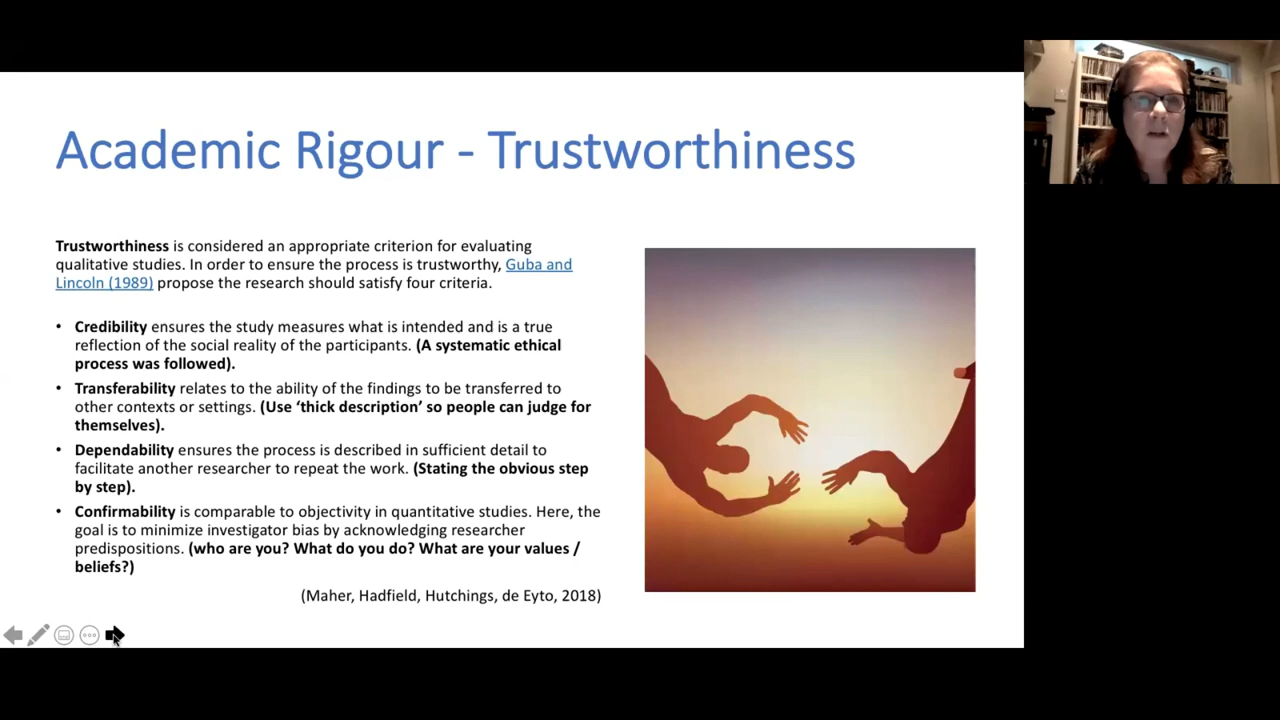 Academic Rigour - Trustworthiness
Trustworthiness is considered an appropriate criterion for evaluating
qualitative studies. In order to ensure the process is trustworthy, Guba and
Lincoln (1989) propose the research should satisfy four criteria.
• Credibility ensures the study measures what is intended and is a true
reflection of the social reality of the participants. (A systematic ethical
process was followed).
• Transferability relates to the ability of the findings to be transferred to
other contexts or settings. (Use ‘thick description’ so people can judge for
themselves).
• Dependability ensures the process is described in sufficient detail to
facilitate another researcher to repeat the work. (Stating the obvious step
by step).
• Confirmability is comparable to objectivity in quantitative studies. Here, the
goal is to minimize investigator bias by acknowledging researcher
predispositions. (who are you? What do you do? What are your values /
beliefs?)
(Maher, Hadfield, Hutchings, de Eyto, 2018)